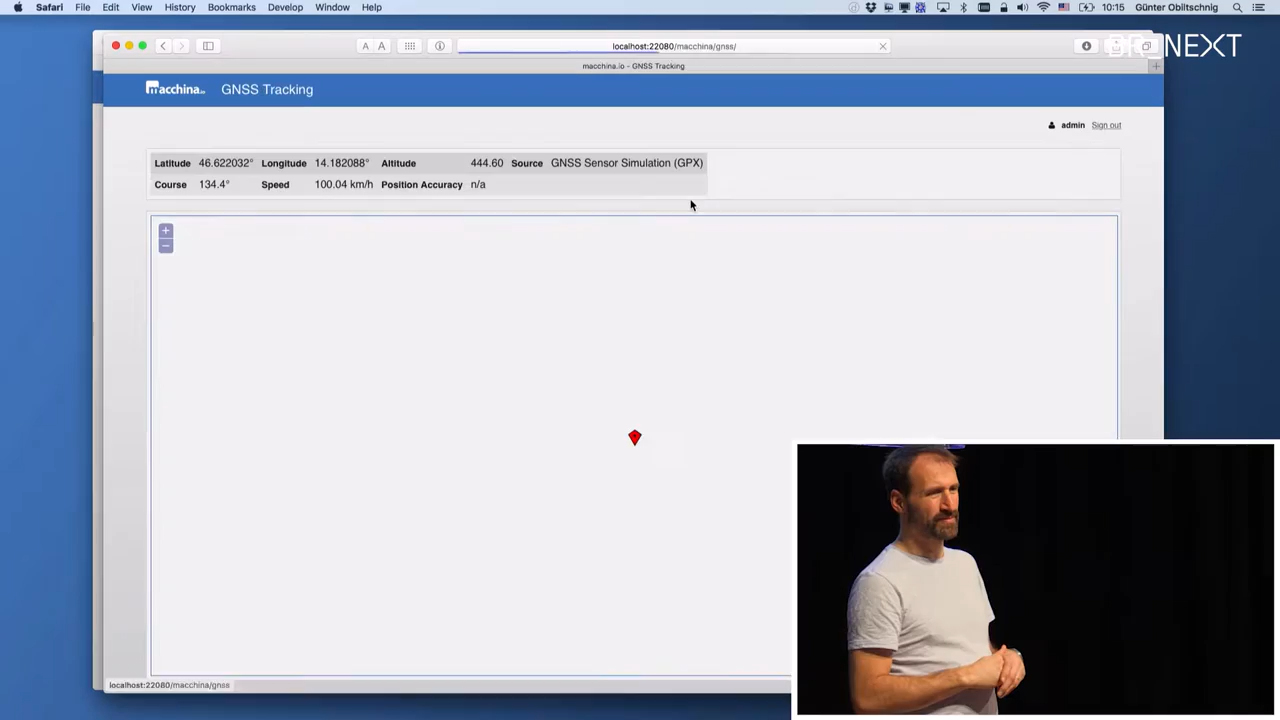 Safari File Edit View History Bookmarks Develop Window Help 10:15 Günter Obiltschnig
A A localhost:22080/macchina/gnss/
NEXT
macchina.io - GNSS Tracking
macchina.io GNSS Tracking
admin Sign out
Latitude 46.622032° Longitude 14.182088° Altitude 444.60 Source GNSS Sensor Simulation (GPX)
Course 134.4° Speed 100.04 km/h Position Accuracy n/a
+
−
localhost:22080/macchina/gnss